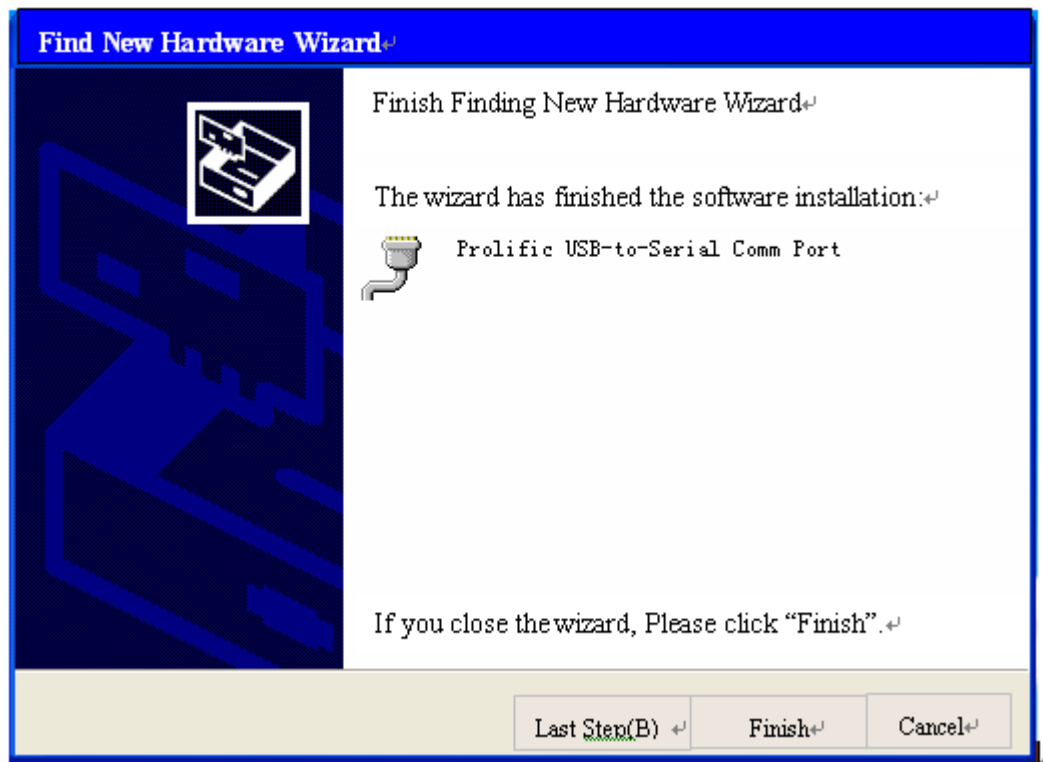 Find New Hardware Wizard
Finish Finding New Hardware Wizard
The wizard has finished the software installation:
Prolific USB-to-Serial Comm Port
If you close the wizard, Please click “Finish”.
Last Step(B) Finish Cancel